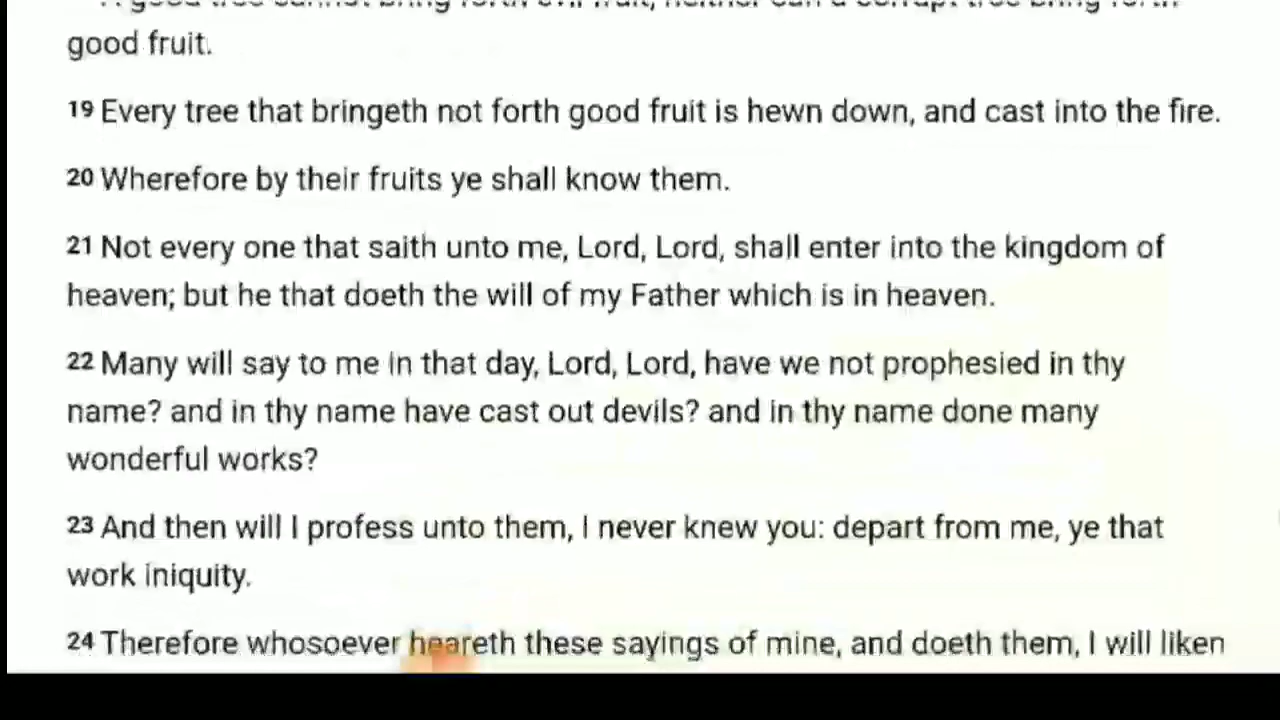 good fruit.
19 Every tree that bringeth not forth good fruit is hewn down, and cast into the fire.
20 Wherefore by their fruits ye shall know them.
21 Not every one that saith unto me, Lord, Lord, shall enter into the kingdom of
heaven; but he that doeth the will of my Father which is in heaven.
22 Many will say to me in that day, Lord, Lord, have we not prophesied in thy
name? and in thy name have cast out devils? and in thy name done many
wonderful works?
23 And then will I profess unto them, I never knew you: depart from me, ye that
work iniquity.
24 Therefore whosoever heareth these sayings of mine, and doeth them, I will liken